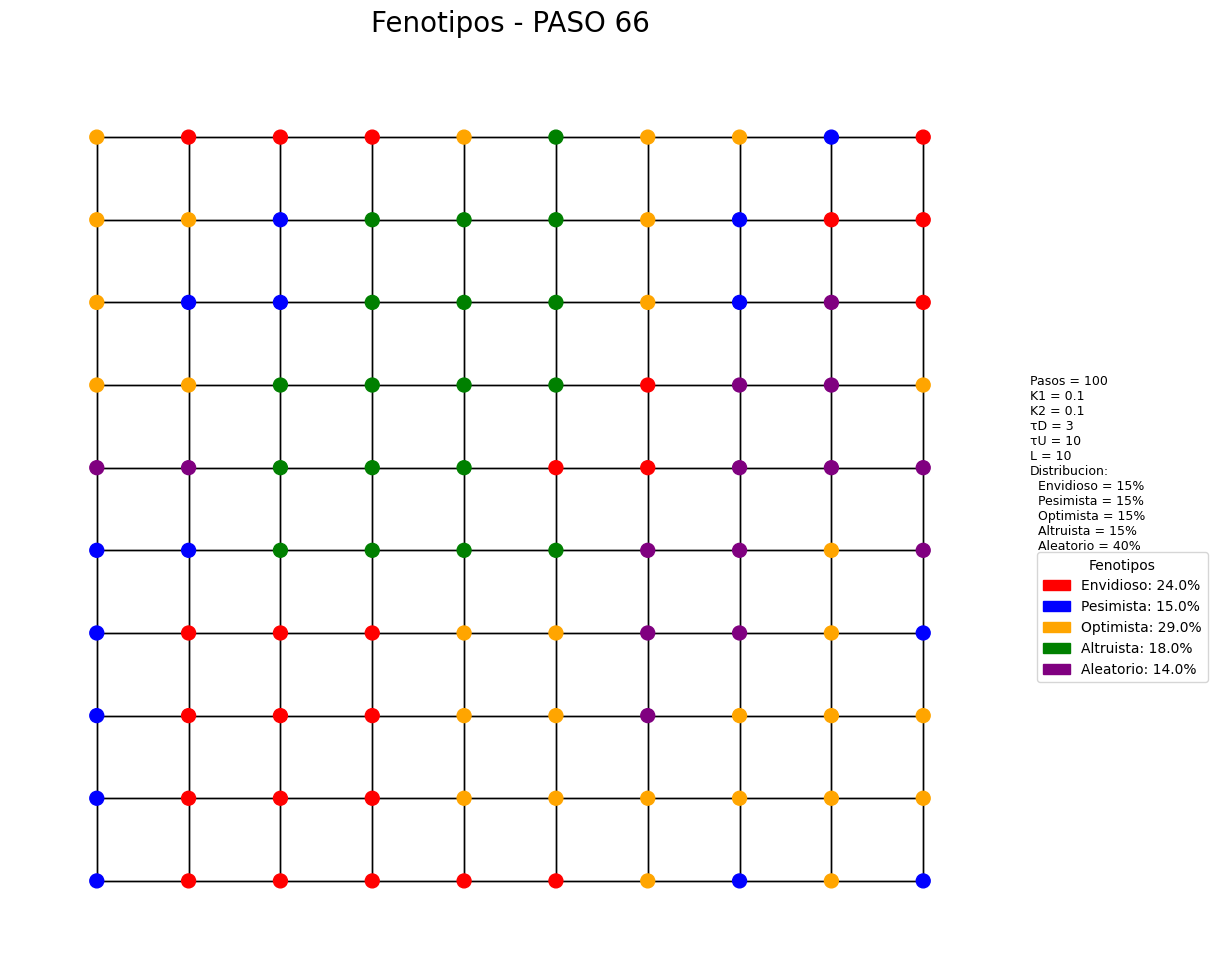 Fenotipos - PASO 66
Pasos = 100
K1 = 0.1
K2 = 0.1
τD = 3
τU = 10
L = 10
Distribucion:
Envidioso = 15%
Pesimista = 15%
Optimista = 15%
Altruista = 15%
Aleatorio = 40%
Fenotipos
Envidioso: 24.0%
Pesimista: 15.0%
Optimista: 29.0%
Altruista: 18.0%
Aleatorio: 14.0%